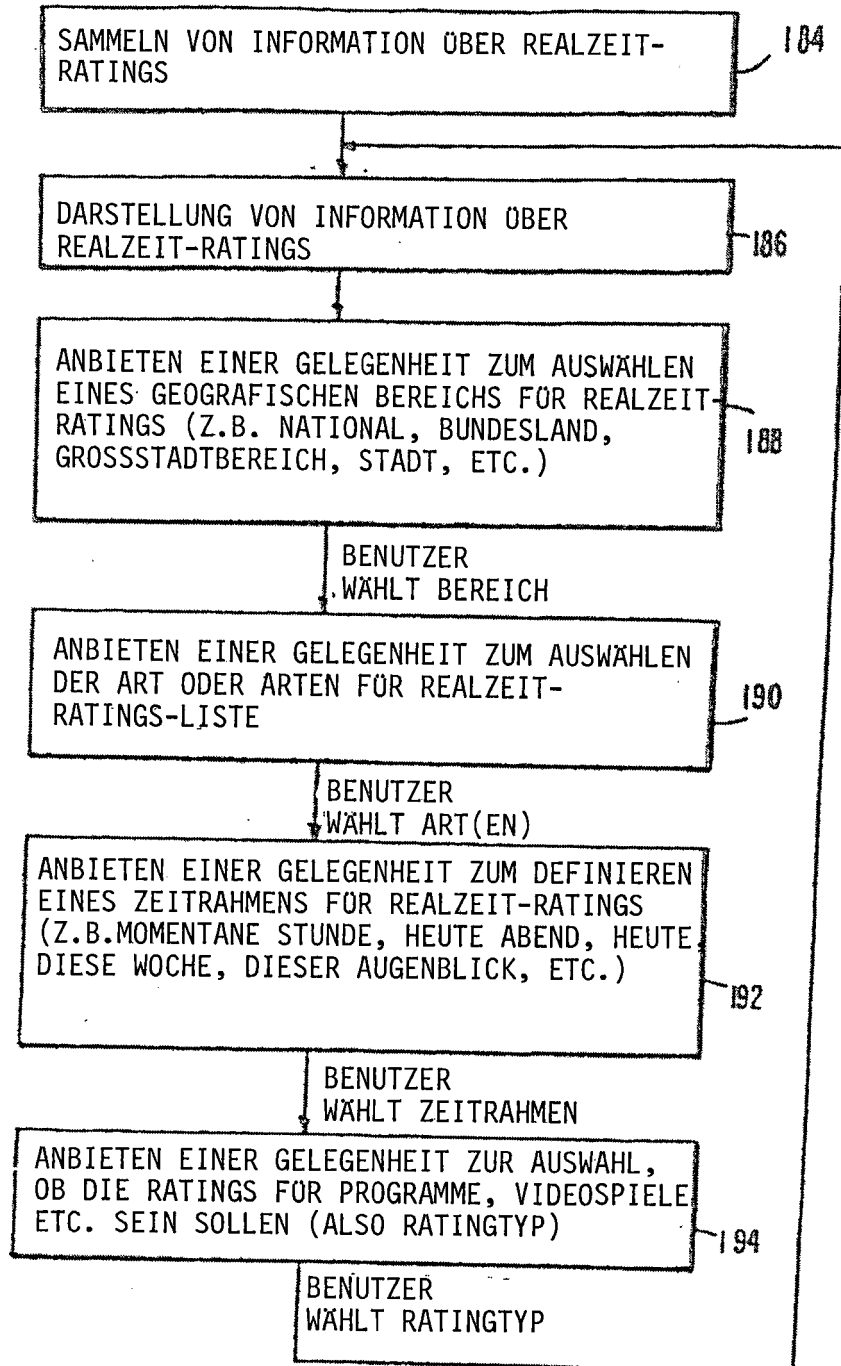 SAMMELN VON INFORMATION ÜBER REALZEIT-
RATINGS
184
DARSTELLUNG VON INFORMATION ÜBER
REALZEIT-RATINGS
186
ANBIETEN EINER GELEGENHEIT ZUM AUSWÄHLEN
EINES GEOGRAFISCHEN BEREICHS FÜR REALZEIT-
RATINGS (Z.B. NATIONAL, BUNDESLAND,
GROSSSTADTBEREICH, STADT, ETC.)
188
BENUTZER
WÄHLT BEREICH
ANBIETEN EINER GELEGENHEIT ZUM AUSWÄHLEN
DER ART ODER ARTEN FÜR REALZEIT-
RATINGS-LISTE
190
BENUTZER
WÄHLT ART(EN)
ANBIETEN EINER GELEGENHEIT ZUM DEFINIEREN
EINES ZEITRAHMENS FÜR REALZEIT-RATINGS
(Z.B.MOMENTANE STUNDE, HEUTE ABEND, HEUTE,
DIESE WOCHE, DIESER AUGENBLICK, ETC.)
192
BENUTZER
WÄHLT ZEITRAHMEN
ANBIETEN EINER GELEGENHEIT ZUR AUSWAHL,
OB DIE RATINGS FÜR PROGRAMME, VIDEOSPIELE
ETC. SEIN SOLLEN (ALSO RATINGTYP)
194
BENUTZER
WÄHLT RATINGTYP